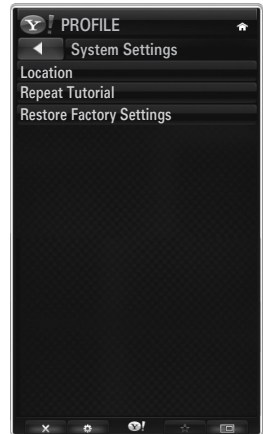 Y! PROFILE
System Settings
Location
Repeat Tutorial
Restore Factory Settings
Y!